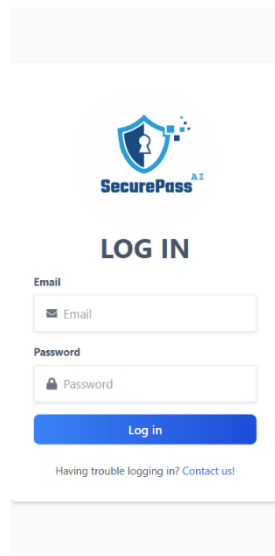 SecurePass AI
LOG IN
Email
Email
Password
Password
Log in
Having trouble logging in? Contact us!